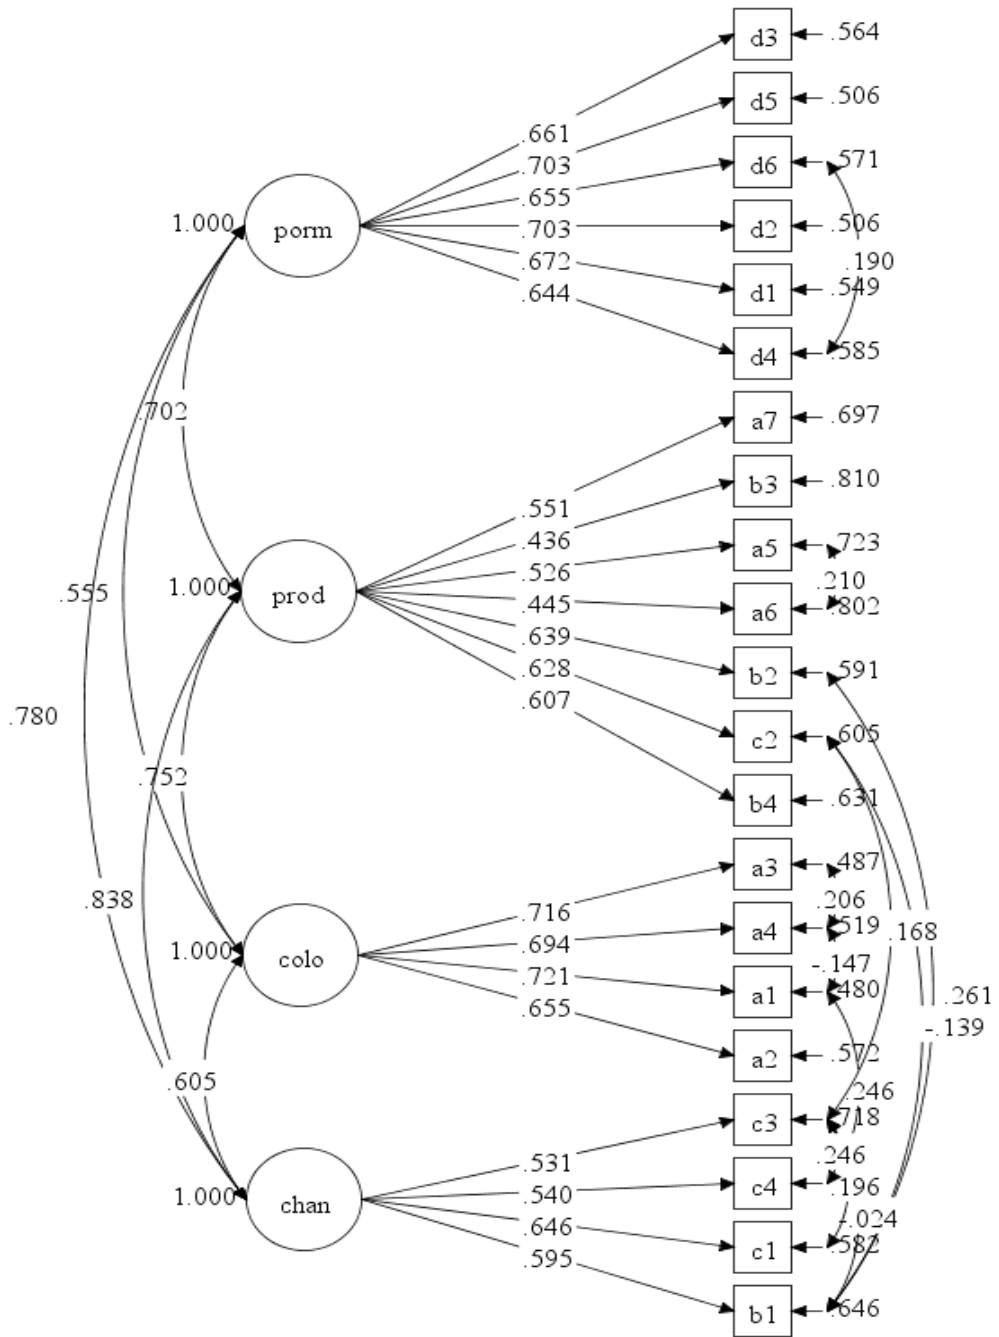 d3 .564
d5 .506
.661
.703
d6 .571
.655
1.000 porm .703 d2 .506
.672 .190
d1 .549
.644
d4 .585
.702 a7 .697
b3 .810
.551
.436 a5 .723
.526
.555 1.000 prod .445 .210
a6 .802
.639
.628 b2 .591
.607
.780 c2 .605
.752 b4 .631
a3 .487
.838 .206
.716 a4 .519 .168
.694
1.000 colo .721 -.147
a1 .480 .261
.655 -.139
a2 .572
.605 .246
c3 .718
.531 .246
1.000 chan .540 c4 .196
.646 -.024
c1 .582
.595
b1 .646